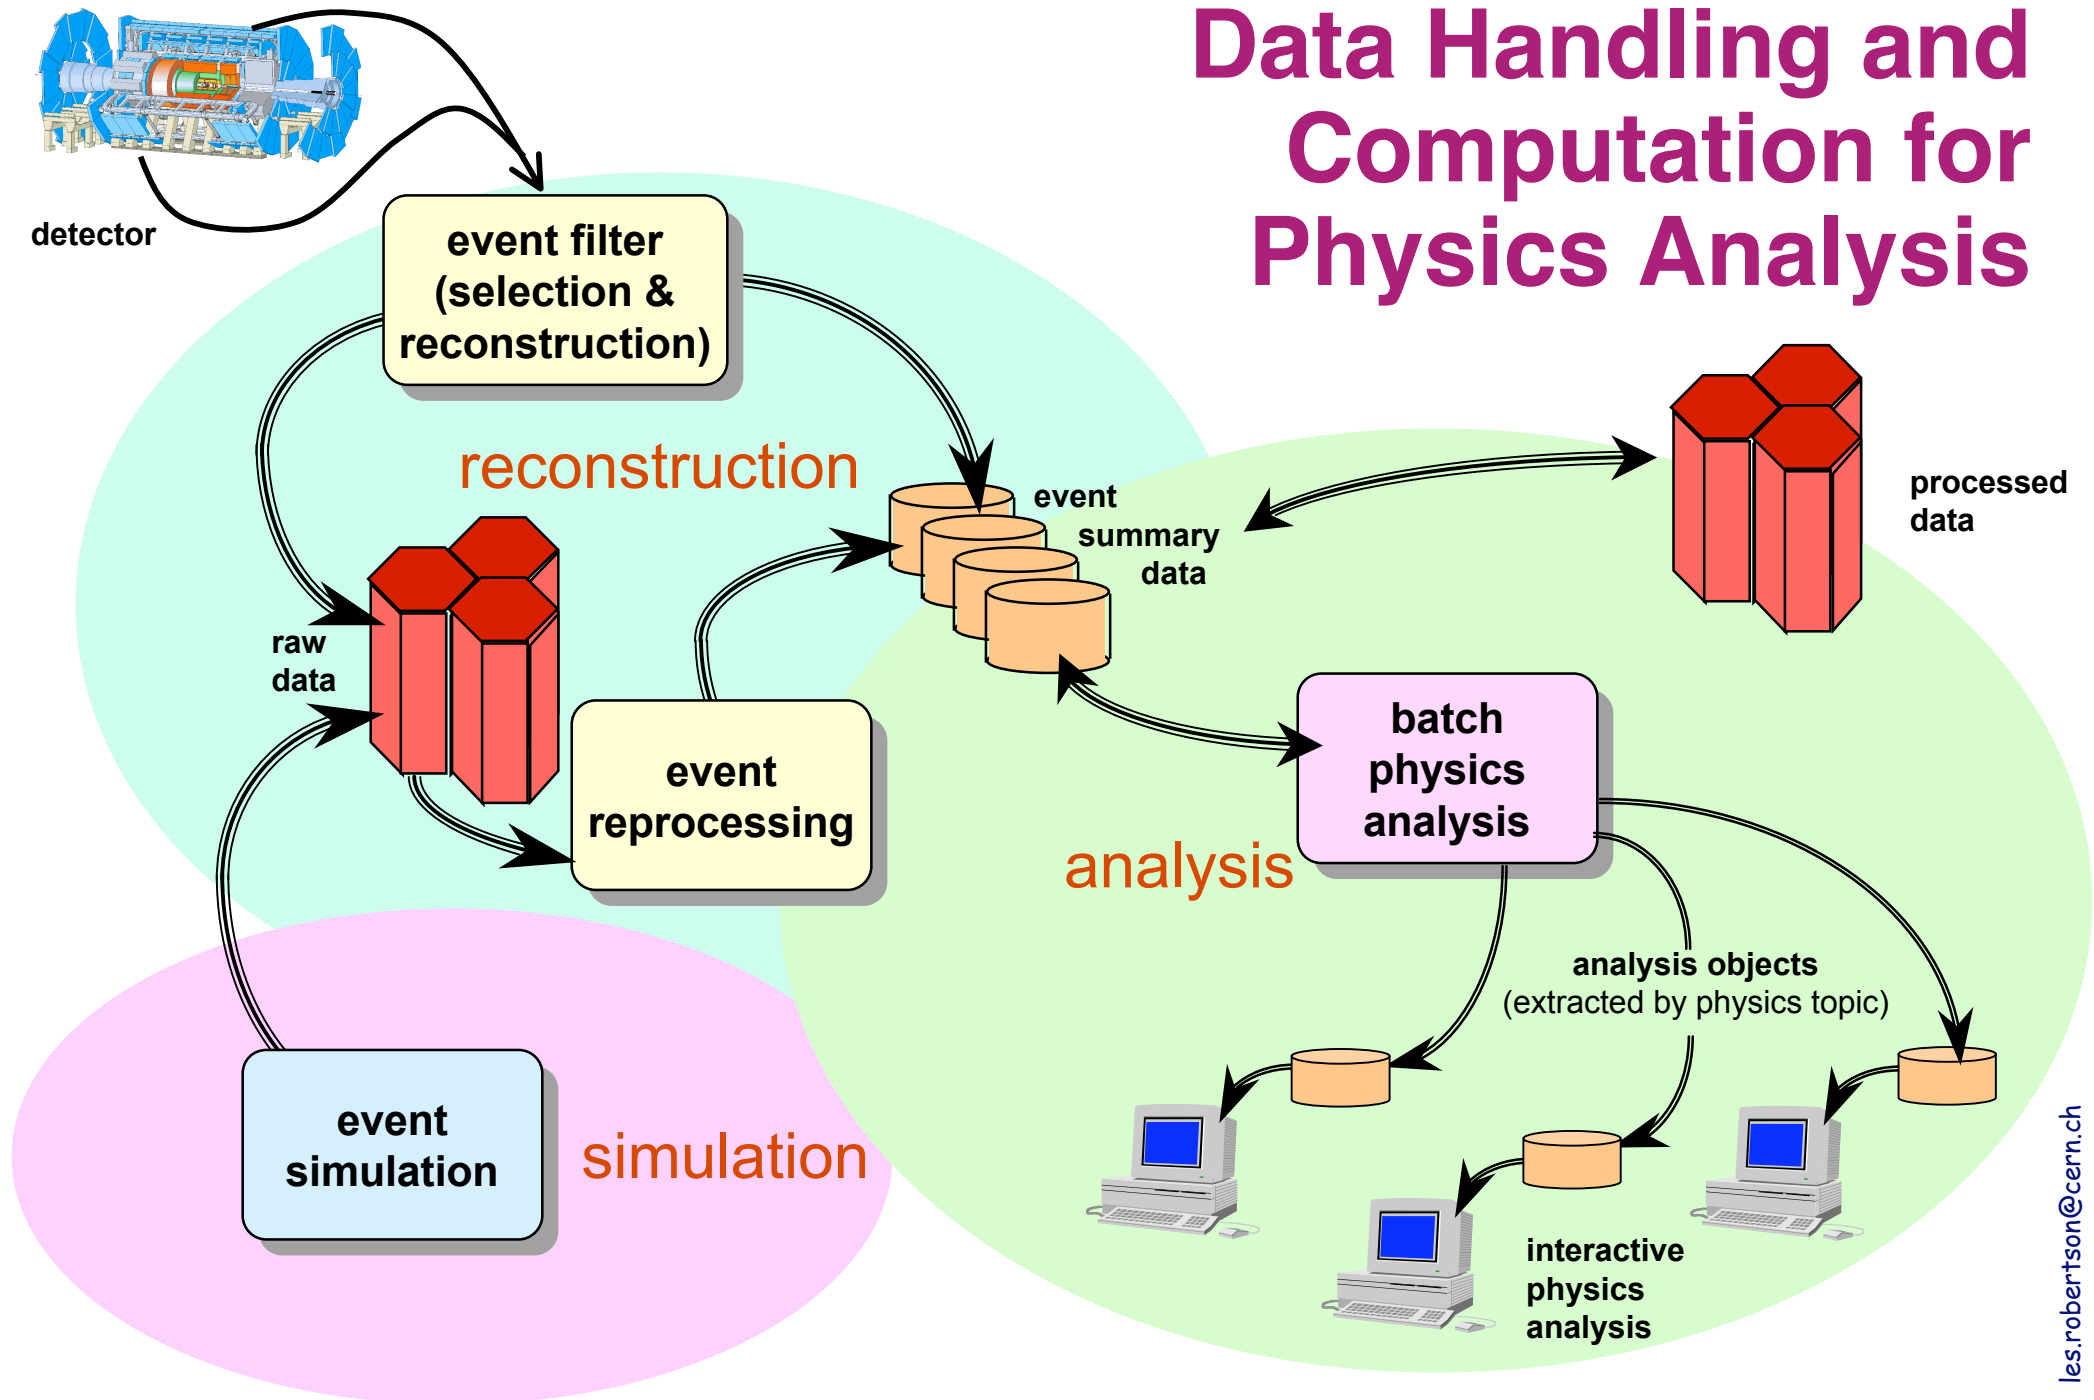 Data Handling and
Computation for
Physics Analysis
detector
event filter
(selection &
reconstruction)
reconstruction
event
summary
data
processed
data
raw
data
event
reprocessing
batch
physics
analysis
analysis
analysis objects
(extracted by physics topic)
event
simulation
simulation
interactive
physics
analysis
les.robertson@cern.ch